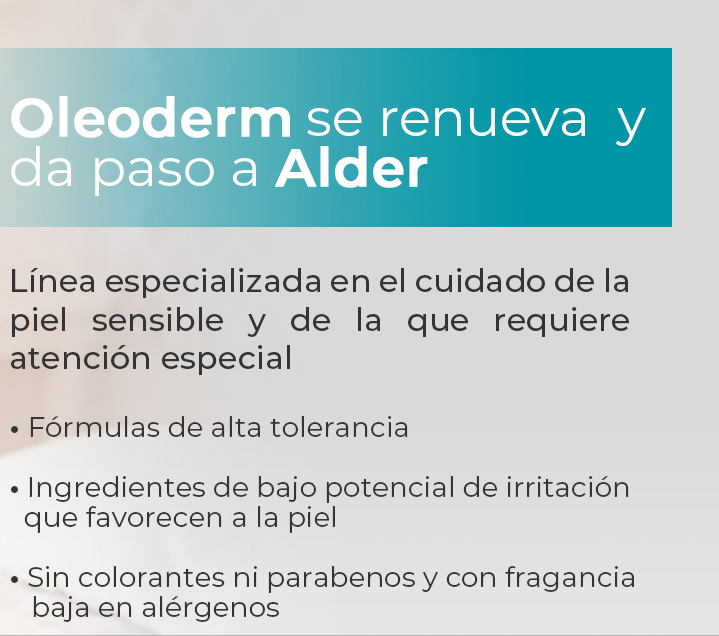 Oleoderm se renueva y
da paso a Alder
Línea especializada en el cuidado de la
piel sensible y de la que requiere
atención especial
• Fórmulas de alta tolerancia
• Ingredientes de bajo potencial de irritación
que favorecen a la piel
• Sin colorantes ni parabenos y con fragancia
baja en alérgenos